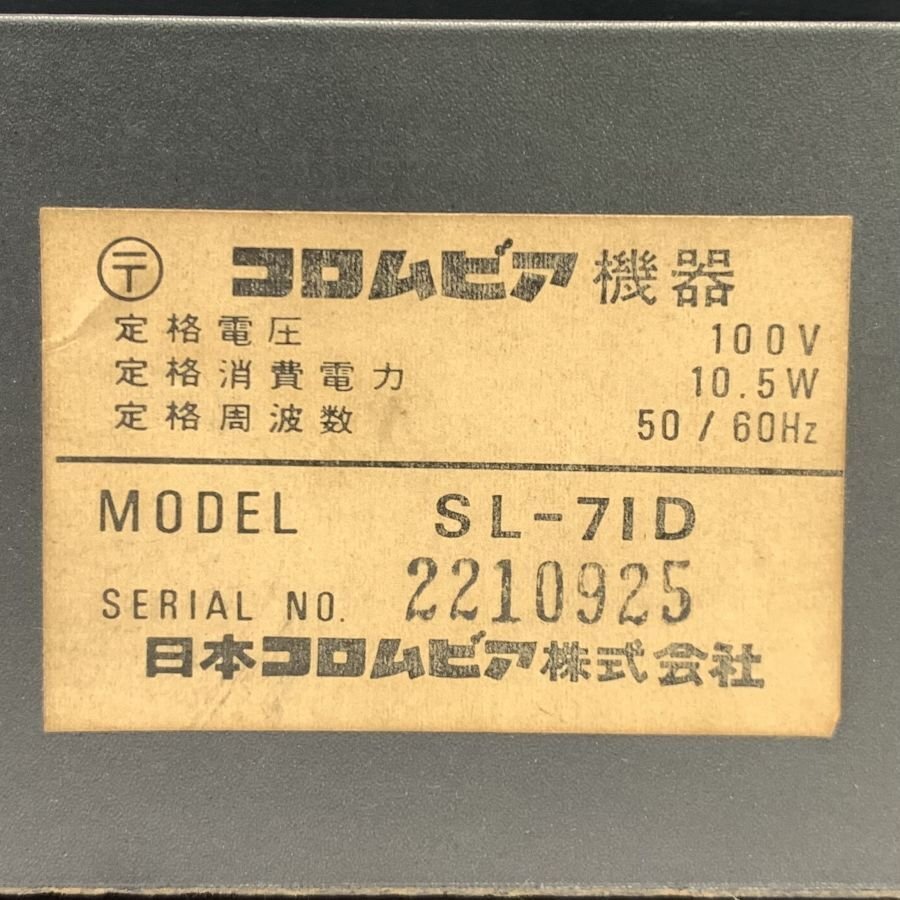 〒 コロムビア機器
定格電圧 100V
定格消費電力 10.5W
定格周波数 50 / 60Hz
MODEL SL-71D
SERIAL NO. 2210925
日本コロムビア株式会社